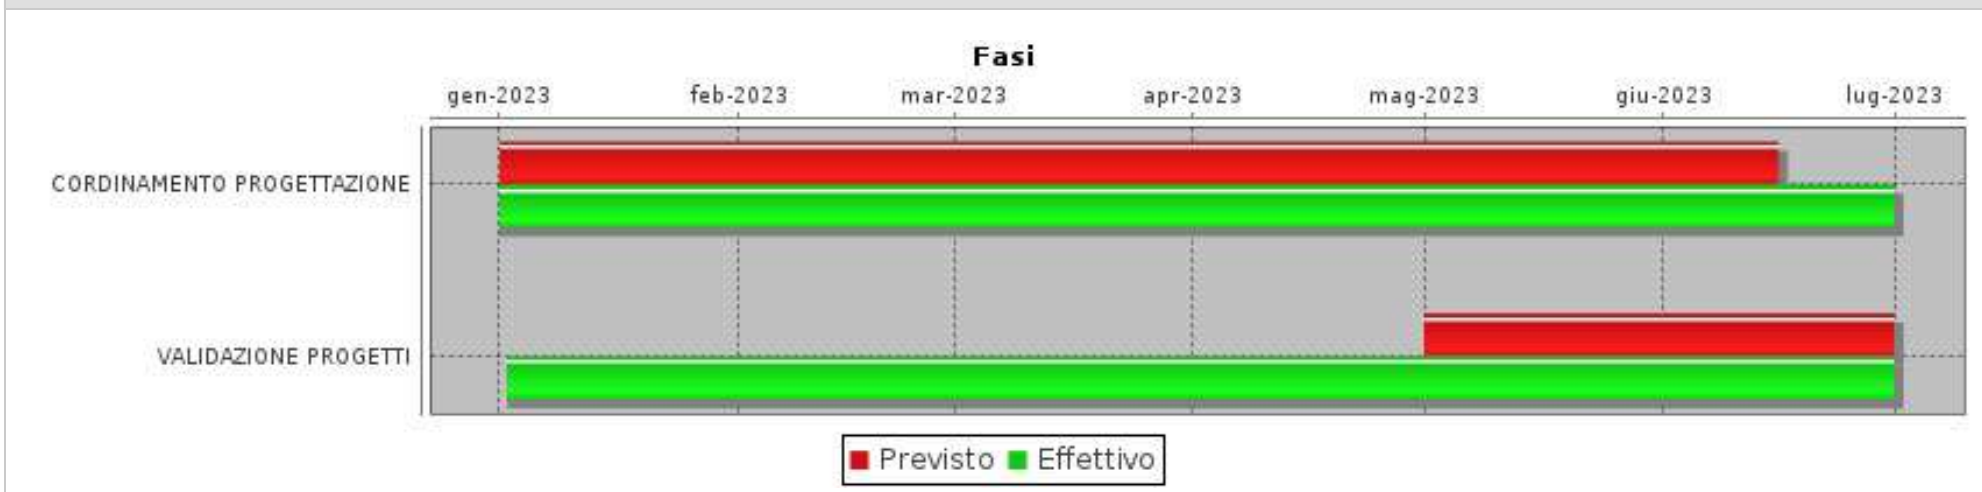 Fasi
gen-2023 feb-2023 mar-2023 apr-2023 mag-2023 giu-2023 lug-2023
CORDINAMENTO PROGETTAZIONE
VALIDAZIONE PROGETTI
Previsto Effettivo